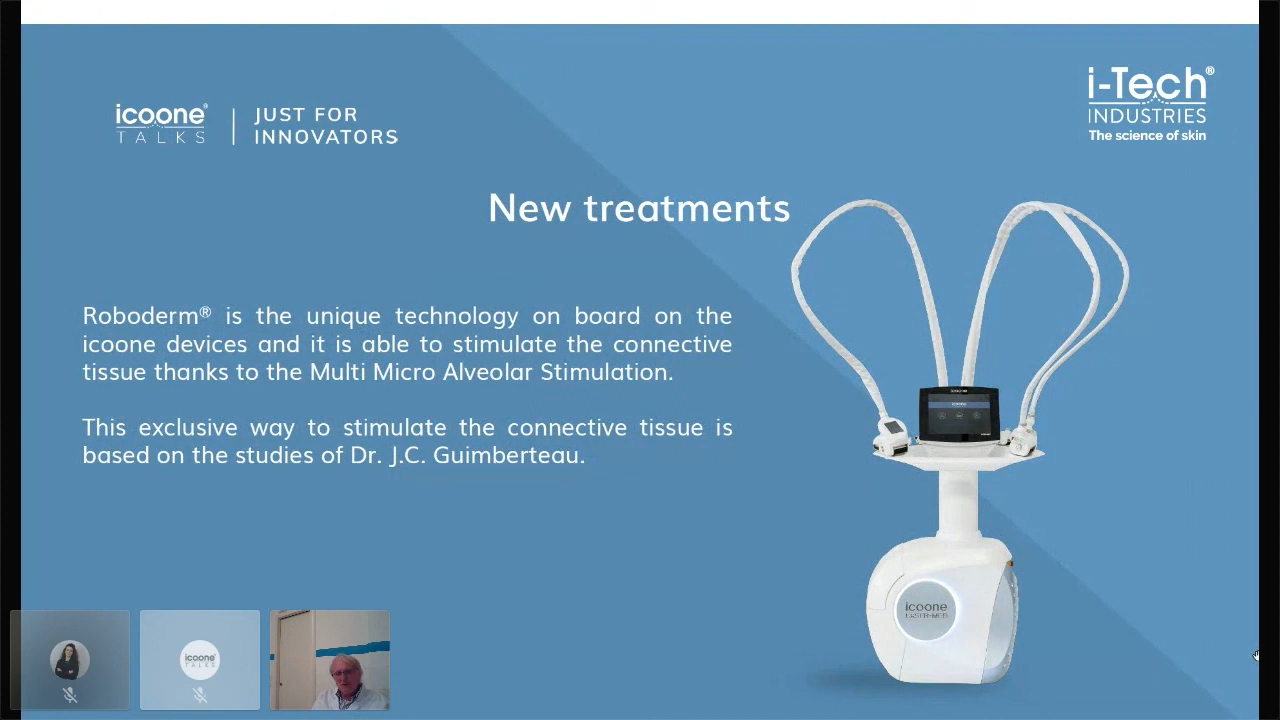 icoone®
TALKS
JUST FOR
INNOVATORS
i-Tech®
INDUSTRIES
The science of skin
New treatments
Roboderm® is the unique technology on board on the
icoone devices and it is able to stimulate the connective
tissue thanks to the Multi Micro Alveolar Stimulation.
This exclusive way to stimulate the connective tissue is
based on the studies of Dr. J.C. Guimberteau.
icoone
LASER·MED
icoone
TALKS